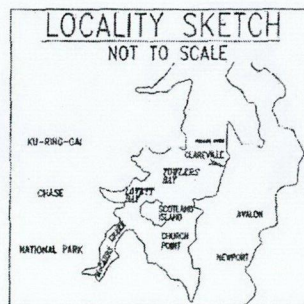 LOCALITY SKETCH
NOT TO SCALE
KU-RING-GAI
CLAREVILLE
TOWLERS
BAY
CHASE
LOVETT
BAY
SCOTLAND
ISLAND
AVALON
CHURCH
POINT
NATIONAL PARK
NEWPORT